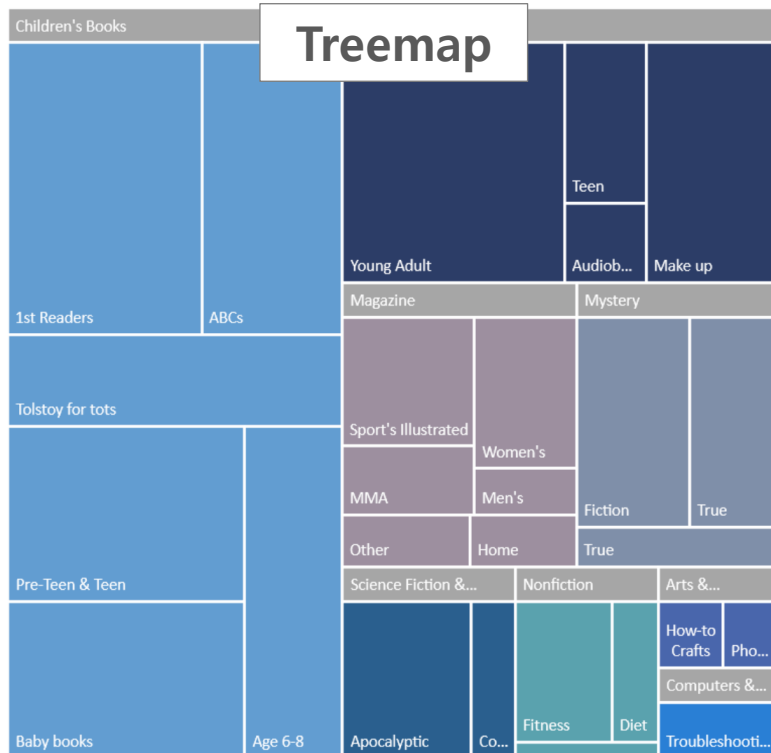 Children's Books
Treemap
1st Readers
ABCs
Tolstoy for tots
Pre-Teen & Teen
Baby books
Age 6-8
Young Adult
Teen
Audiob...
Make up
Magazine
Sport's Illustrated
Women's
MMA
Men's
Other
Home
Mystery
Fiction
True
True
Science Fiction &...
Apocalyptic
Co...
Nonfiction
Fitness
Diet
Arts &...
How-to
Crafts
Pho...
Computers &...
Troubleshooti...